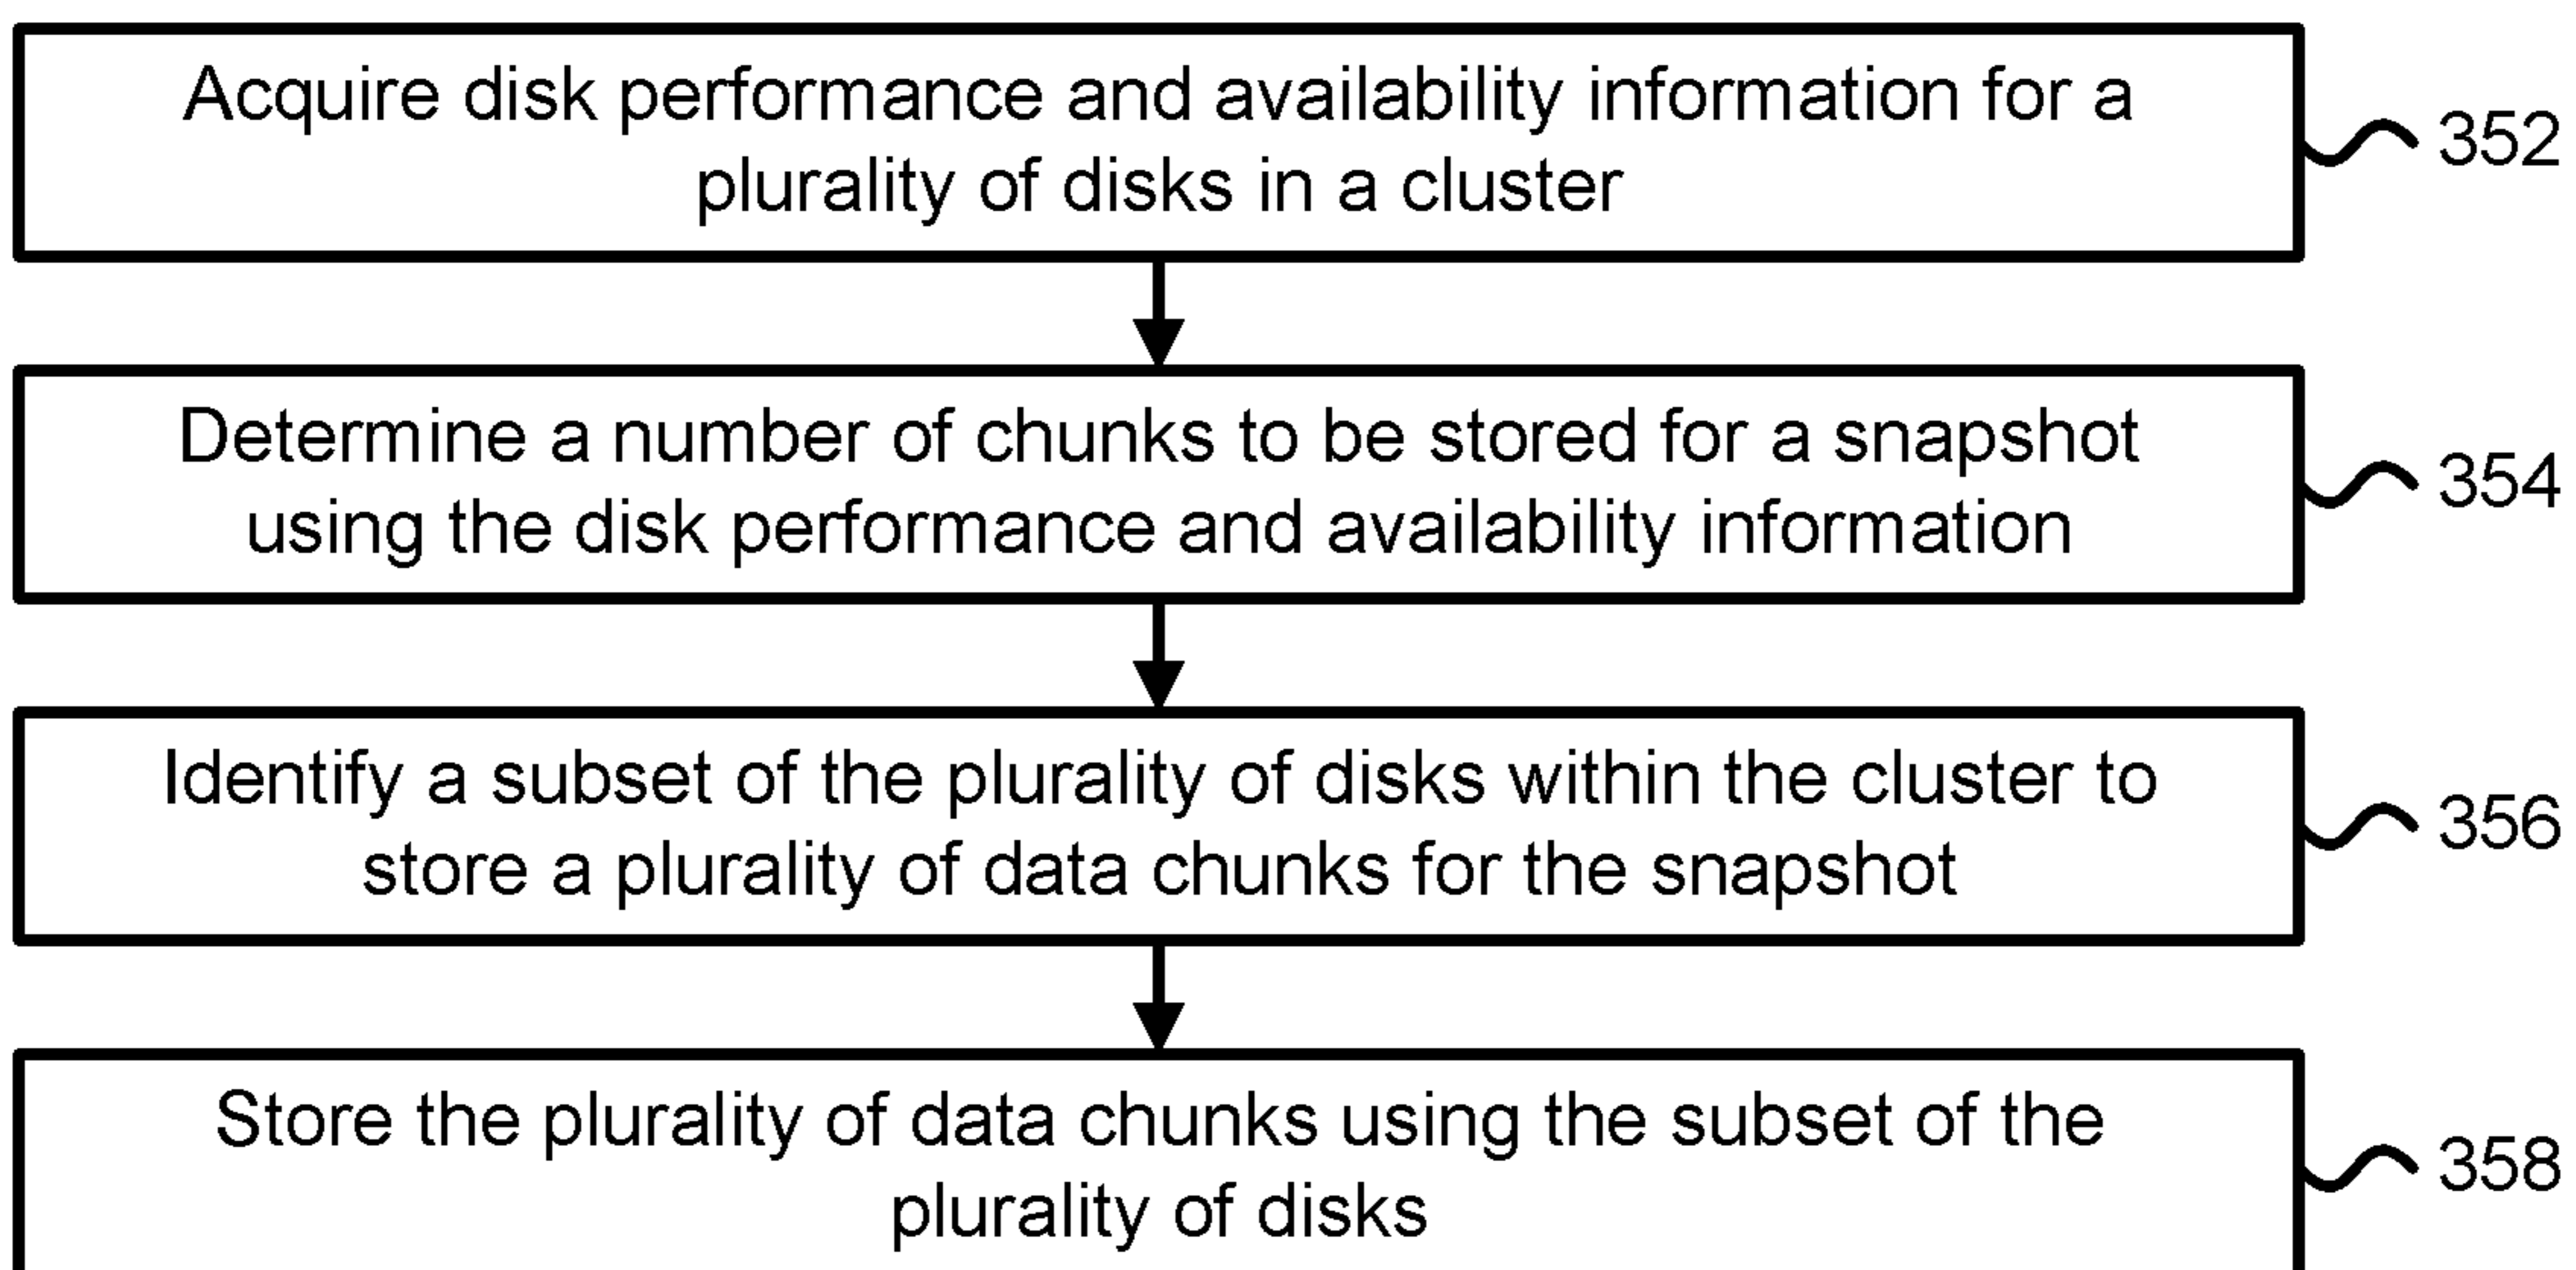 Acquire disk performance and availability information for a
plurality of disks in a cluster
352
Determine a number of chunks to be stored for a snapshot
using the disk performance and availability information
354
Identify a subset of the plurality of disks within the cluster to
store a plurality of data chunks for the snapshot
356
Store the plurality of data chunks using the subset of the
plurality of disks
358